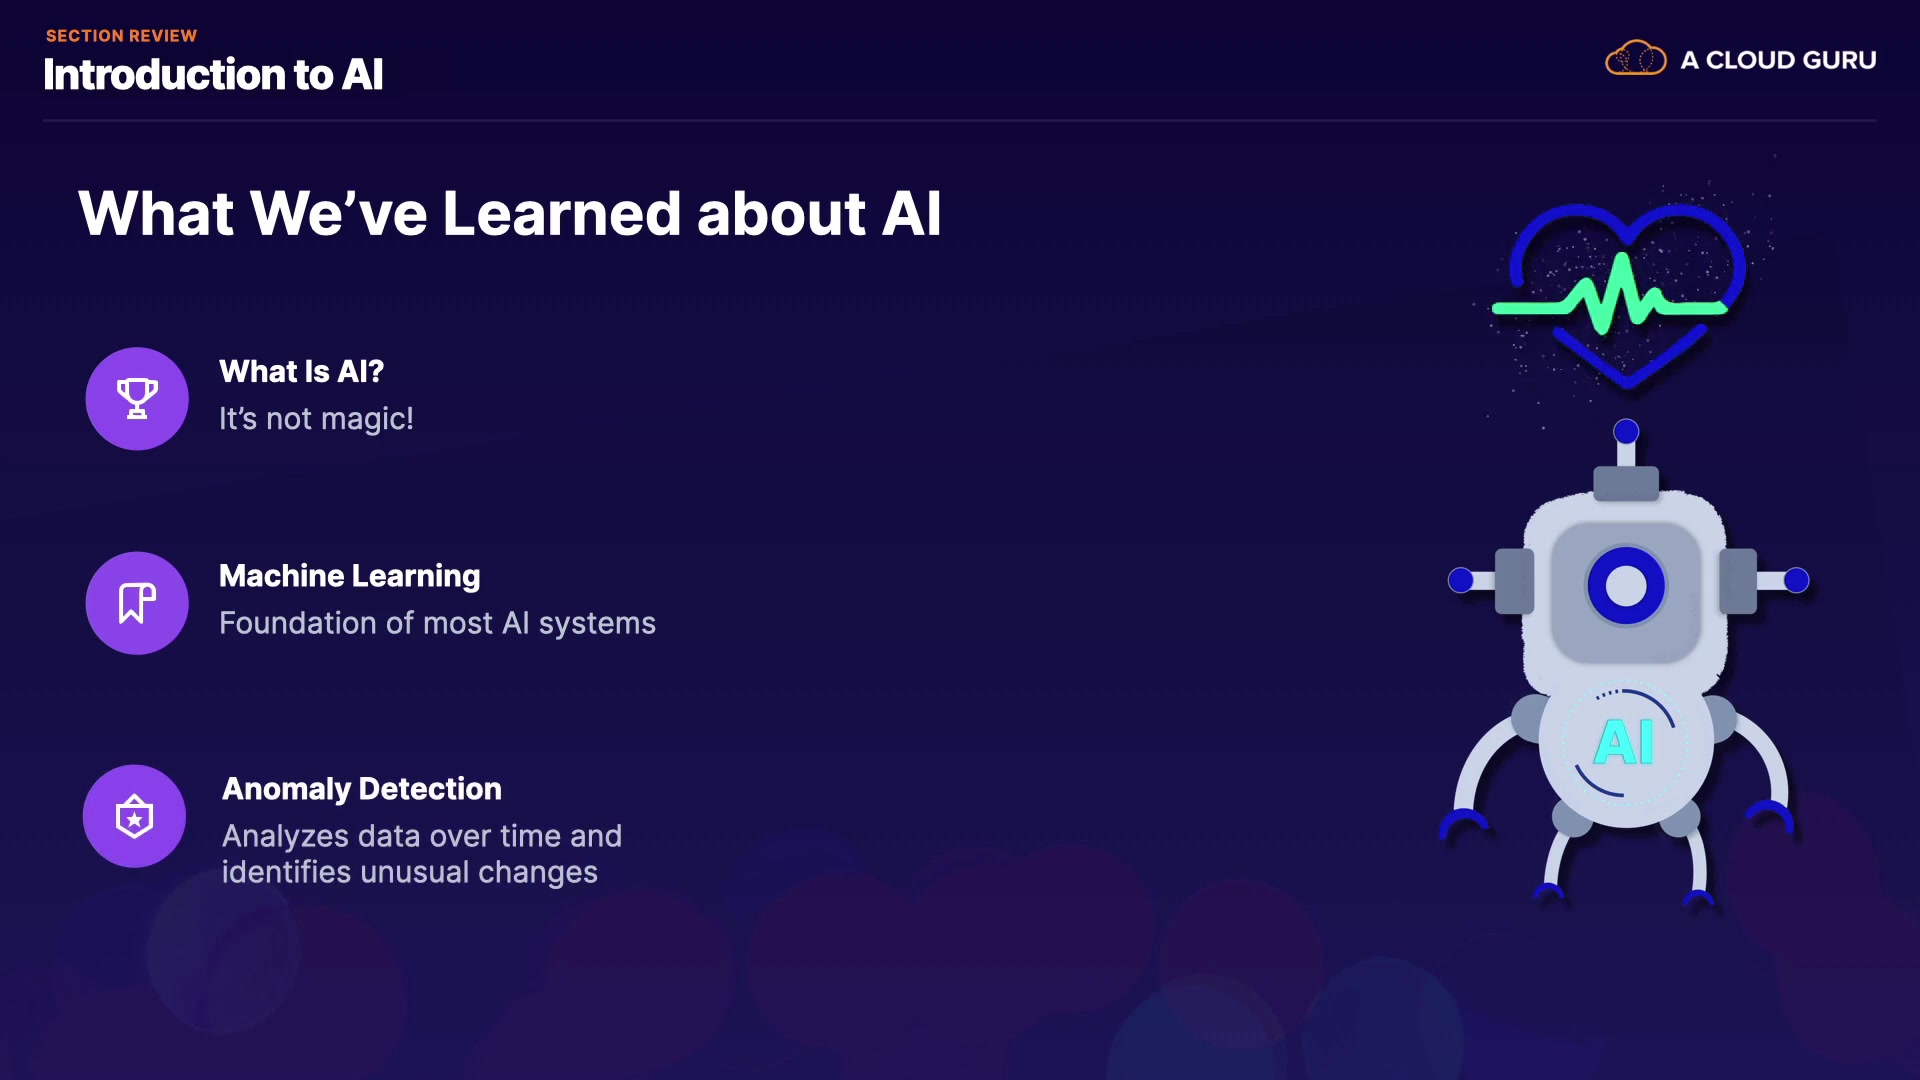 SECTION REVIEW
Introduction to AI
A CLOUD GURU
What We’ve Learned about AI
What Is AI?
It’s not magic!
Machine Learning
Foundation of most AI systems
Anomaly Detection
Analyzes data over time and
identifies unusual changes
AI